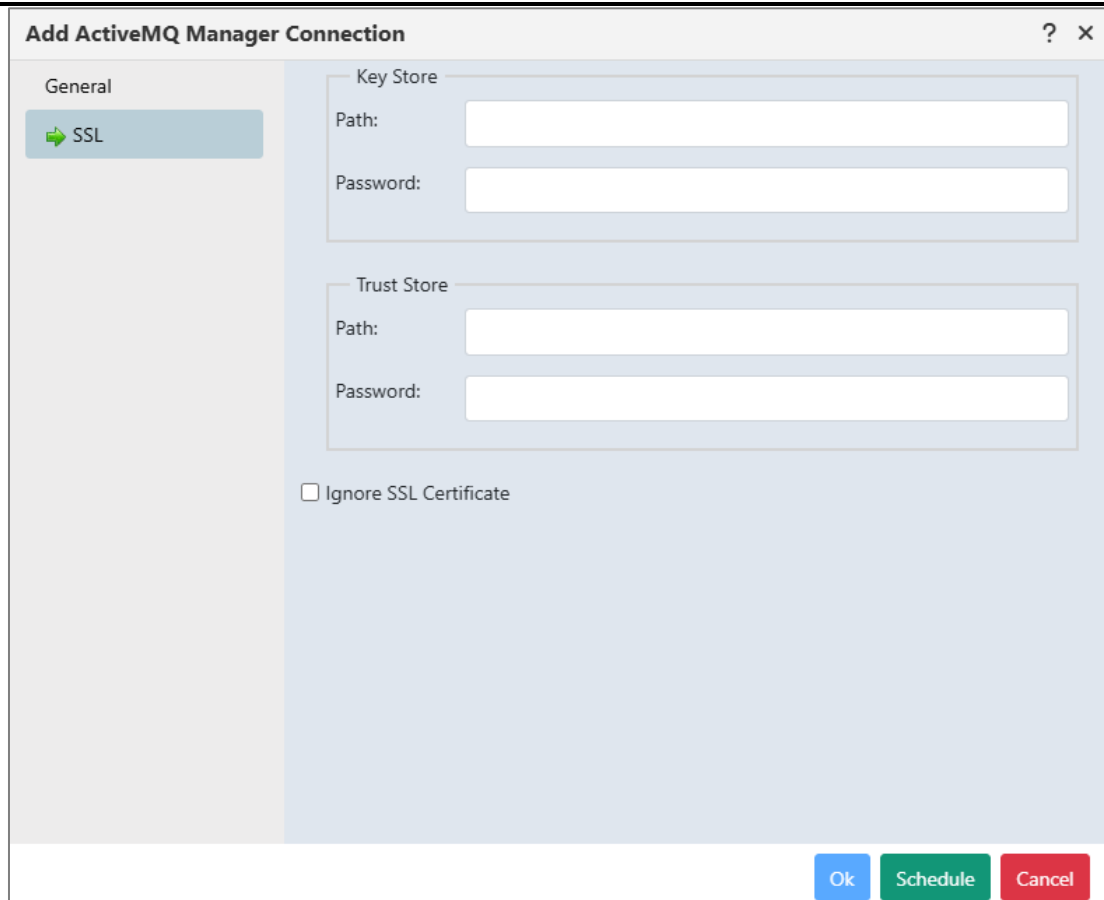 Add ActiveMQ Manager Connection ? ×
General
SSL
Key Store
Path:
Password:
Trust Store
Path:
Password:
Ignore SSL Certificate
Ok Schedule Cancel